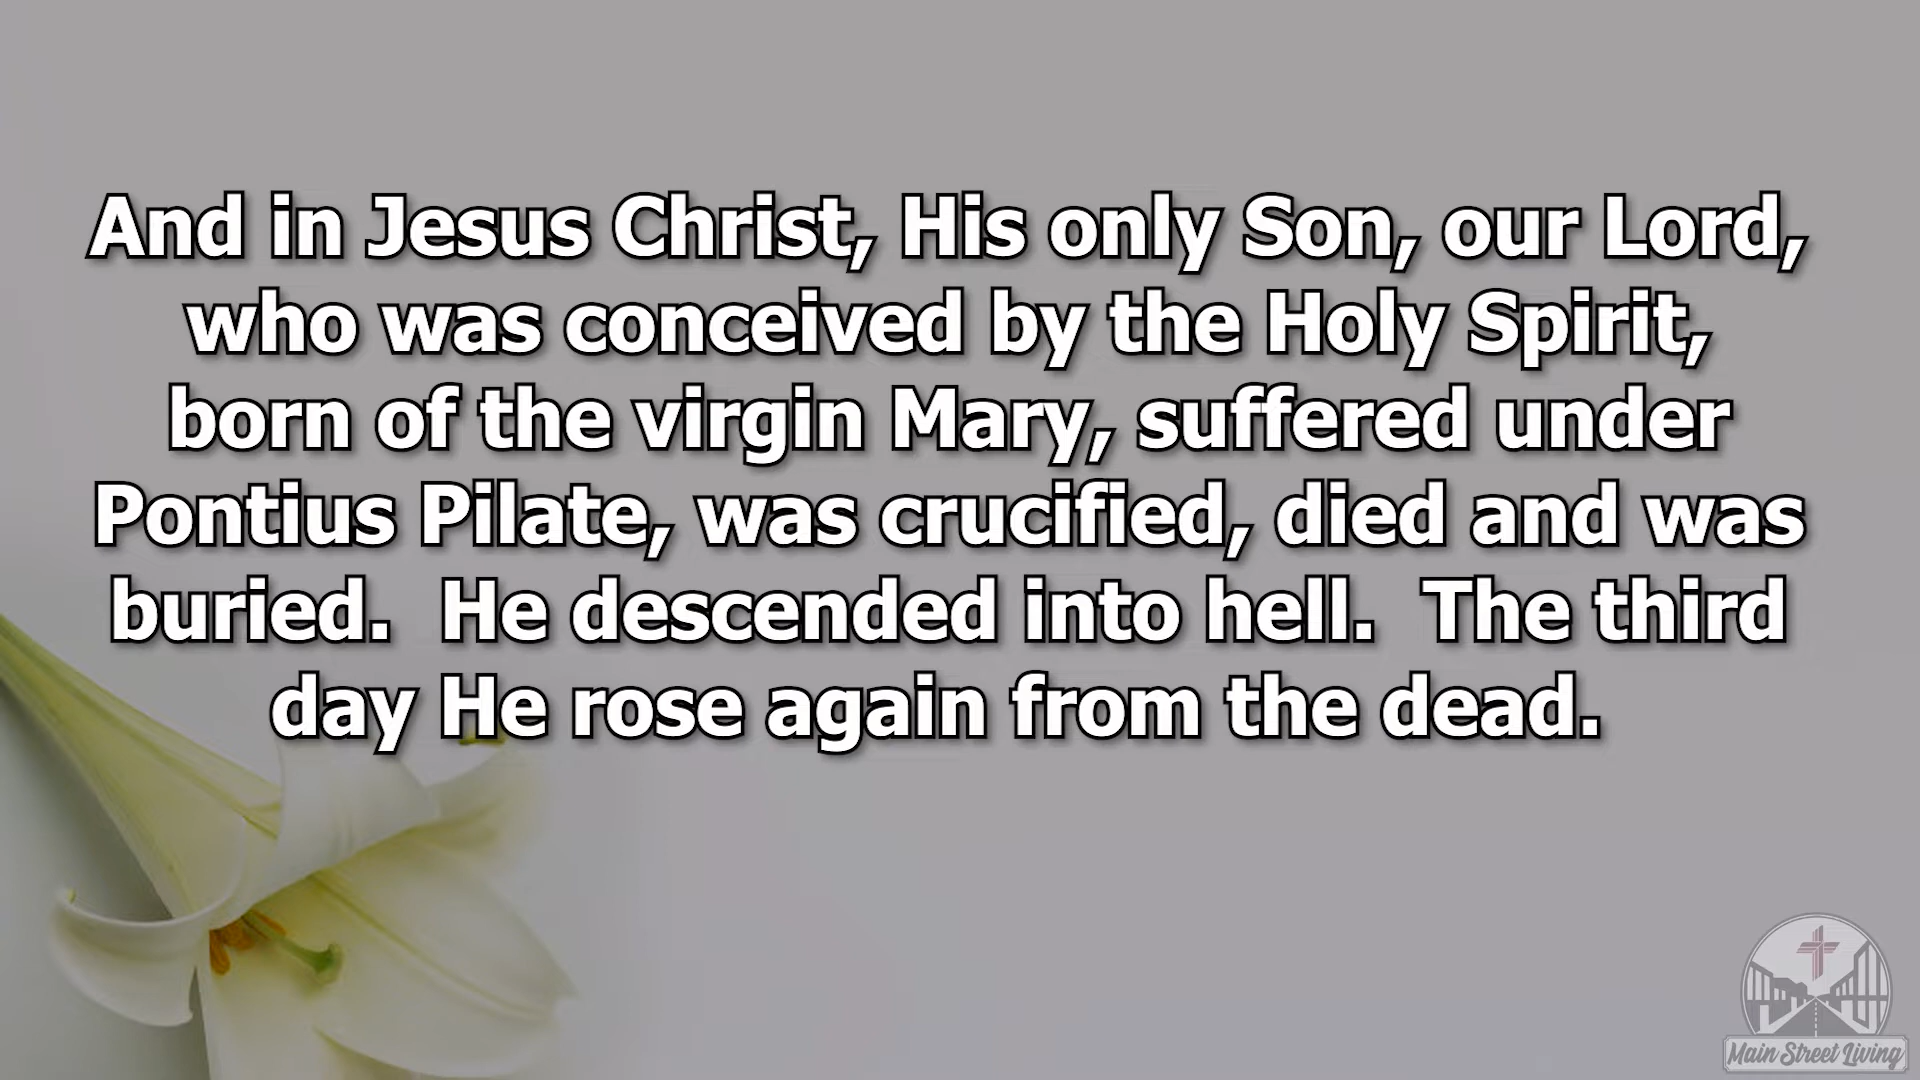 And in Jesus Christ, His only Son, our Lord,
who was conceived by the Holy Spirit,
born of the virgin Mary, suffered under
Pontius Pilate, was crucified, died and was
buried.  He descended into hell.  The third
day He rose again from the dead.
Main Street Living